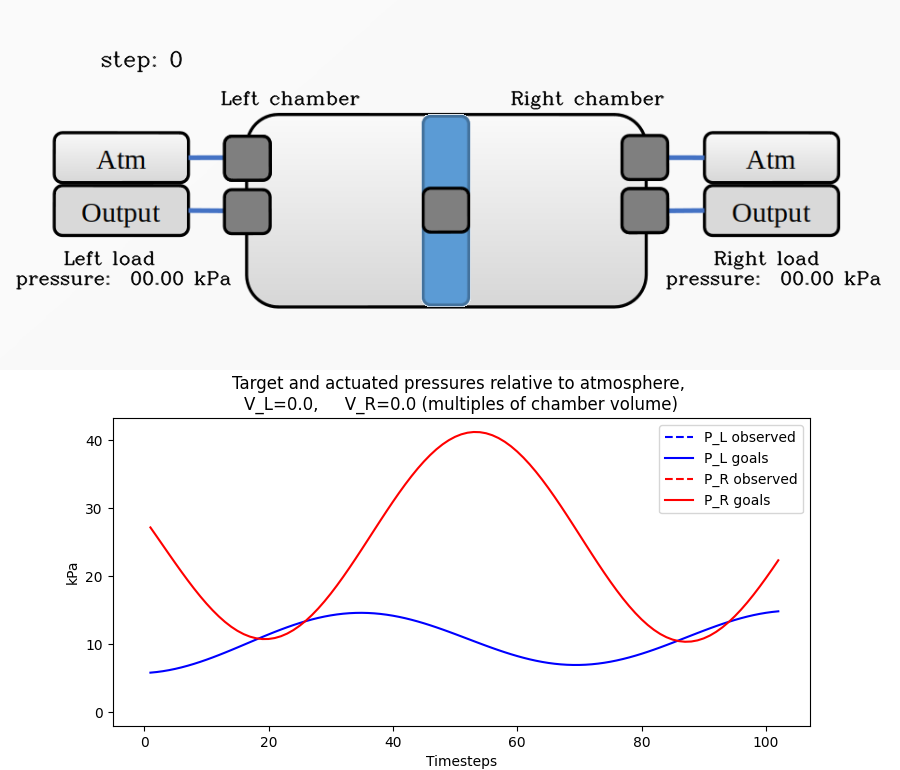 step: 0
Left chamber
Right chamber
Atm
Atm
Output
Output
Left load
pressure: 00.00 kPa
Right load
pressure: 00.00 kPa
Target and actuated pressures relative to atmosphere,
V_L=0.0, V_R=0.0 (multiples of chamber volume)
P_L observed
P_L goals
P_R observed
P_R goals
kPa
40
30
20
10
0
0
20
40
60
80
100
Timesteps